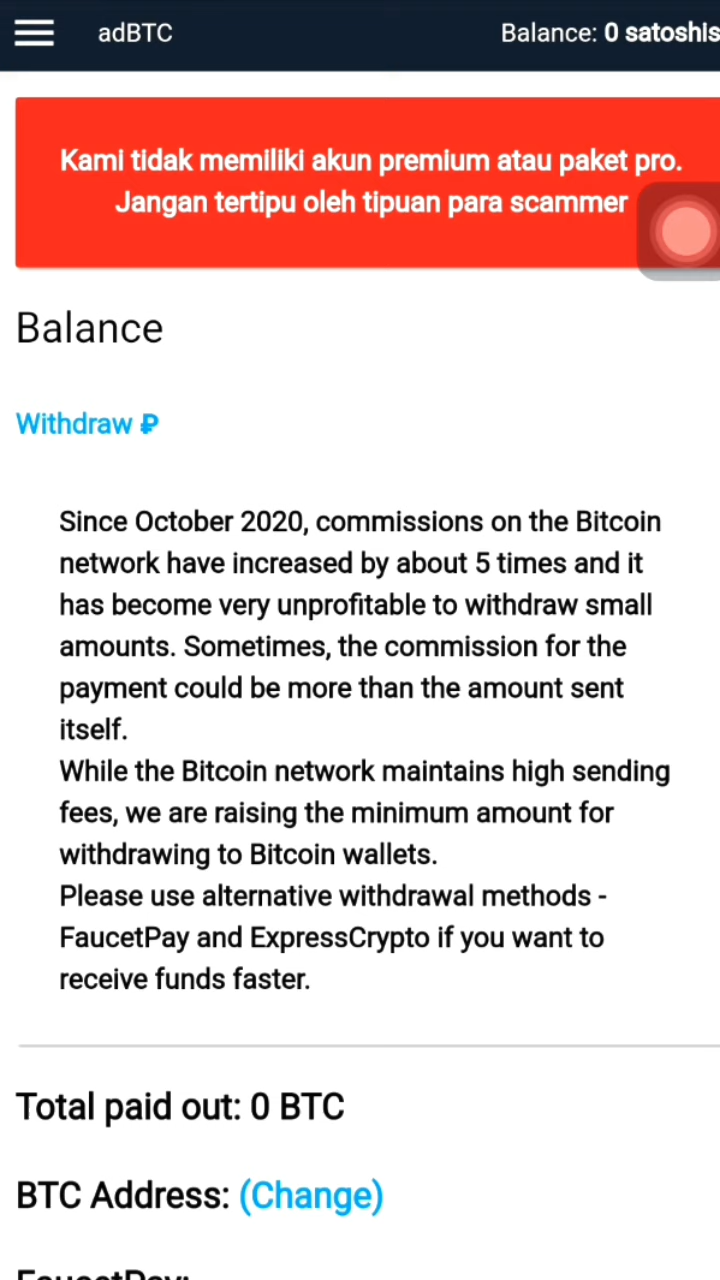 adBTC
Balance: 0 satoshis
Kami tidak memiliki akun premium atau paket pro.
Jangan tertipu oleh tipuan para scammer
Balance
Withdraw ₽
Since October 2020, commissions on the Bitcoin
network have increased by about 5 times and it
has become very unprofitable to withdraw small
amounts. Sometimes, the commission for the
payment could be more than the amount sent
itself.
While the Bitcoin network maintains high sending
fees, we are raising the minimum amount for
withdrawing to Bitcoin wallets.
Please use alternative withdrawal methods -
FaucetPay and ExpressCrypto if you want to
receive funds faster.
Total paid out: 0 BTC
BTC Address: (Change)
FaucetPay: